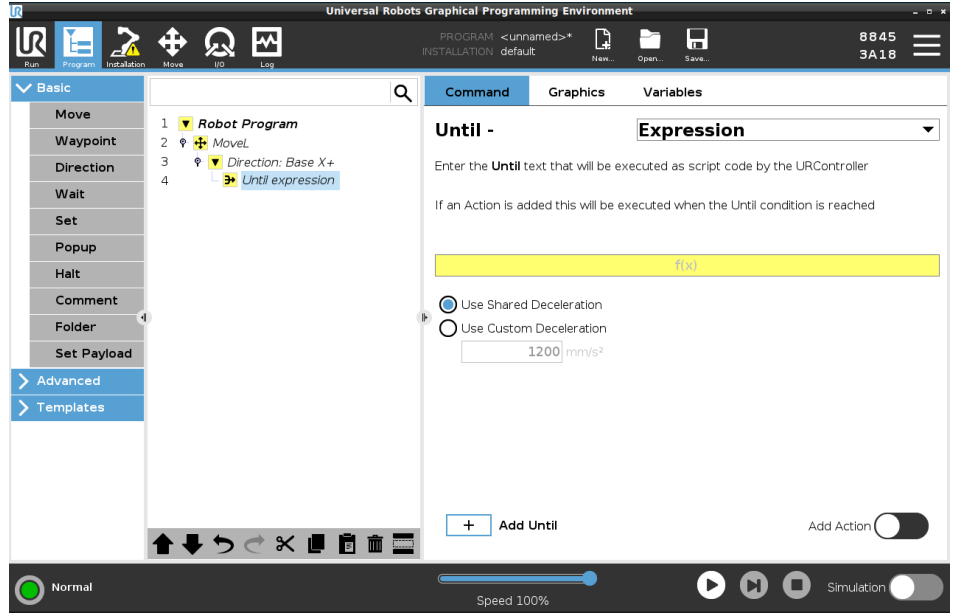 Universal Robots Graphical Programming Environment
UR
Run
Program
Installation
Move
I/O
Log
PROGRAM <unnamed>*
INSTALLATION default
New...
Open...
Save...
8845
3A18
Basic
Move
Waypoint
Direction
Wait
Set
Popup
Halt
Comment
Folder
Set Payload
Advanced
Templates
1 Robot Program
2 MoveL
3 Direction: Base X+
4 Until expression
Command Graphics Variables
Until - Expression
Enter the Until text that will be executed as script code by the URController
If an Action is added this will be executed when the Until condition is reached
f(x)
Use Shared Deceleration
Use Custom Deceleration
1200 mm/s²
+ Add Until
Add Action
Normal
Speed 100%
Simulation